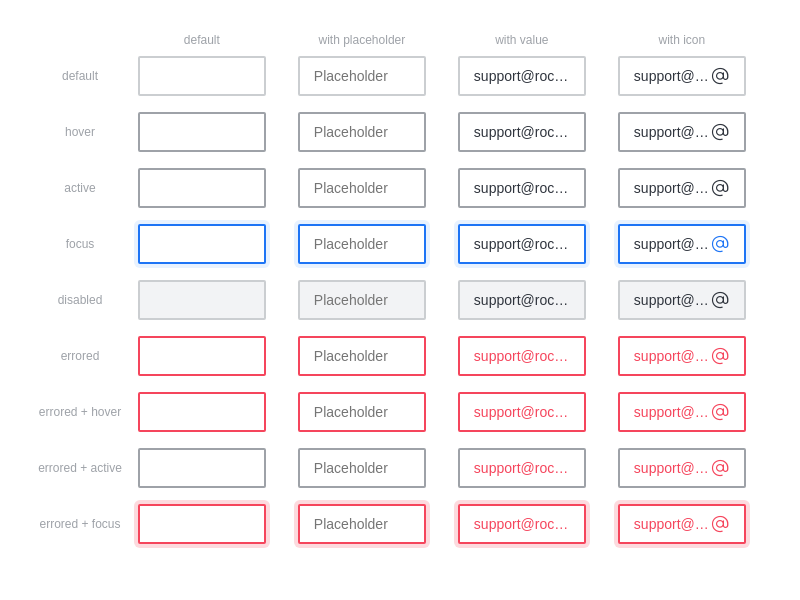 default with placeholder with value with icon
default Placeholder support@roc… support@…
hover Placeholder support@roc… support@…
active Placeholder support@roc… support@…
focus Placeholder support@roc… support@…
disabled Placeholder support@roc… support@…
errored Placeholder support@roc… support@…
errored + hover Placeholder support@roc… support@…
errored + active Placeholder support@roc… support@…
errored + focus Placeholder support@roc… support@…